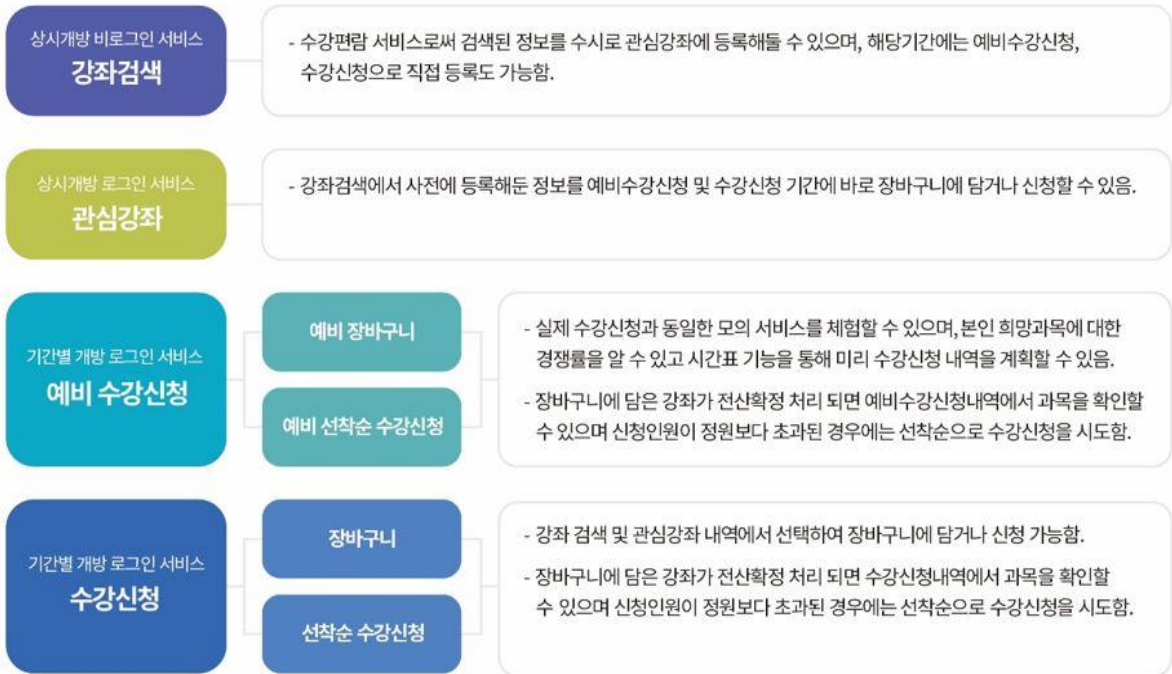 상시개방 비로그인 서비스
강좌검색
- 수강편람 서비스로써 검색된 정보를 수시로 관심강좌에 등록해둘 수 있으며, 해당기간에는 예비수강신청,
수강신청으로 직접 등록도 가능함.
상시개방 로그인 서비스
관심강좌
- 강좌검색에서 사전에 등록해둔 정보를 예비수강신청 및 수강신청 기간에 바로 장바구니에 담거나 신청할 수 있음.
기간별 개방 로그인 서비스
예비 수강신청
예비 장바구니
예비 선착순 수강신청
- 실제 수강신청과 동일한 모의 서비스를 체험할 수 있으며, 본인 희망과목에 대한
경쟁률을 알 수 있고 시간표 기능을 통해 미리 수강신청 내역을 계획할 수 있음.
- 장바구니에 담은 강좌가 전산확정 처리 되면 예비수강신청내역에서 과목을 확인할
수 있으며 신청인원이 정원보다 초과된 경우에는 선착순으로 수강신청을 시도함.
기간별 개방 로그인 서비스
수강신청
장바구니
선착순 수강신청
- 강좌 검색 및 관심강좌 내역에서 선택하여 장바구니에 담거나 신청 가능함.
- 장바구니에 담은 강좌가 전산확정 처리 되면 수강신청내역에서 과목을 확인할
수 있으며 신청인원이 정원보다 초과된 경우에는 선착순으로 수강신청을 시도함.